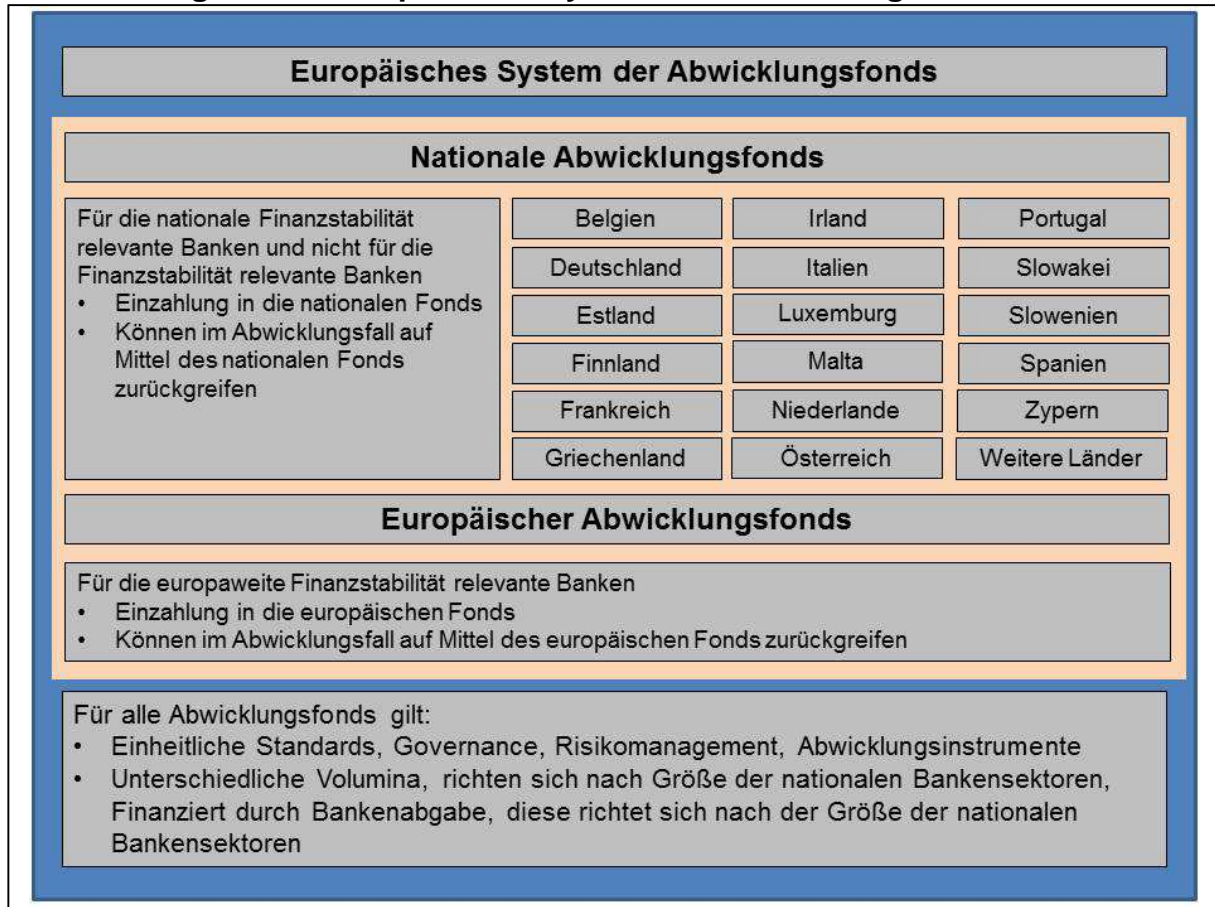 Europäisches System der Abwicklungsfonds
Nationale Abwicklungsfonds
Für die nationale Finanzstabilität
relevante Banken und nicht für die
Finanzstabilität relevante Banken
• Einzahlung in die nationalen Fonds
• Können im Abwicklungsfall auf
Mittel des nationalen Fonds
zurückgreifen
Belgien
Irland
Portugal
Deutschland
Italien
Slowakei
Estland
Luxemburg
Slowenien
Finnland
Malta
Spanien
Frankreich
Niederlande
Zypern
Griechenland
Österreich
Weitere Länder
Europäischer Abwicklungsfonds
Für die europaweite Finanzstabilität relevante Banken
• Einzahlung in die europäischen Fonds
• Können im Abwicklungsfall auf Mittel des europäischen Fonds zurückgreifen
Für alle Abwicklungsfonds gilt:
• Einheitliche Standards, Governance, Risikomanagement, Abwicklungsinstrumente
• Unterschiedliche Volumina, richten sich nach Größe der nationalen Bankensektoren,
Finanziert durch Bankenabgabe, diese richtet sich nach der Größe der nationalen
Bankensektoren